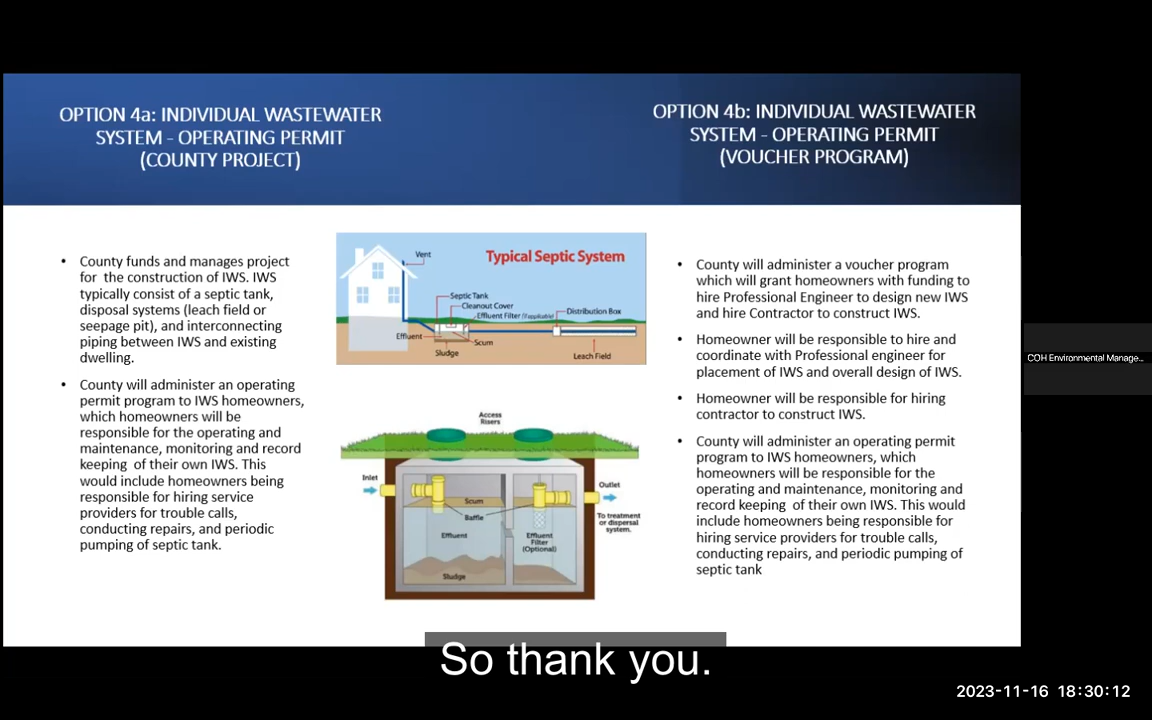 OPTION 4a: INDIVIDUAL WASTEWATER
SYSTEM - OPERATING PERMIT
(COUNTY PROJECT)
OPTION 4b: INDIVIDUAL WASTEWATER
SYSTEM - OPERATING PERMIT
(VOUCHER PROGRAM)
• County funds and manages project
for the construction of IWS. IWS
typically consist of a septic tank,
disposal systems (leach field or
seepage pit), and interconnecting
piping between IWS and existing
dwelling.
• County will administer an operating
permit program to IWS homeowners,
which homeowners will be
responsible for the operating and
maintenance, monitoring and record
keeping of their own IWS. This
would include homeowners being
responsible for hiring service
providers for trouble calls,
conducting repairs, and periodic
pumping of septic tank.
Typical Septic System
Vent
Septic Tank
Cleanout Cover
Effluent Filter (if applicable)
Distribution Box
Effluent
Scum
Sludge
Leach Field
Access
Risers
Inlet
Outlet
Scum
Baffle
To treatment
or dispersal
system.
Effluent
Effluent
Filter
(Optional)
Sludge
• County will administer a voucher program
which will grant homeowners with funding to
hire Professional Engineer to design new IWS
and hire Contractor to construct IWS.
• Homeowner will be responsible to hire and
coordinate with Professional engineer for
placement of IWS and overall design of IWS.
• Homeowner will be responsible for hiring
contractor to construct IWS.
• County will administer an operating permit
program to IWS homeowners, which
homeowners will be responsible for the
operating and maintenance, monitoring and
record keeping of their own IWS. This would
include homeowners being responsible for
hiring service providers for trouble calls,
conducting repairs, and periodic pumping of
septic tank
COH Environmental Manage...
So thank you.
2023-11-16 18:30:12